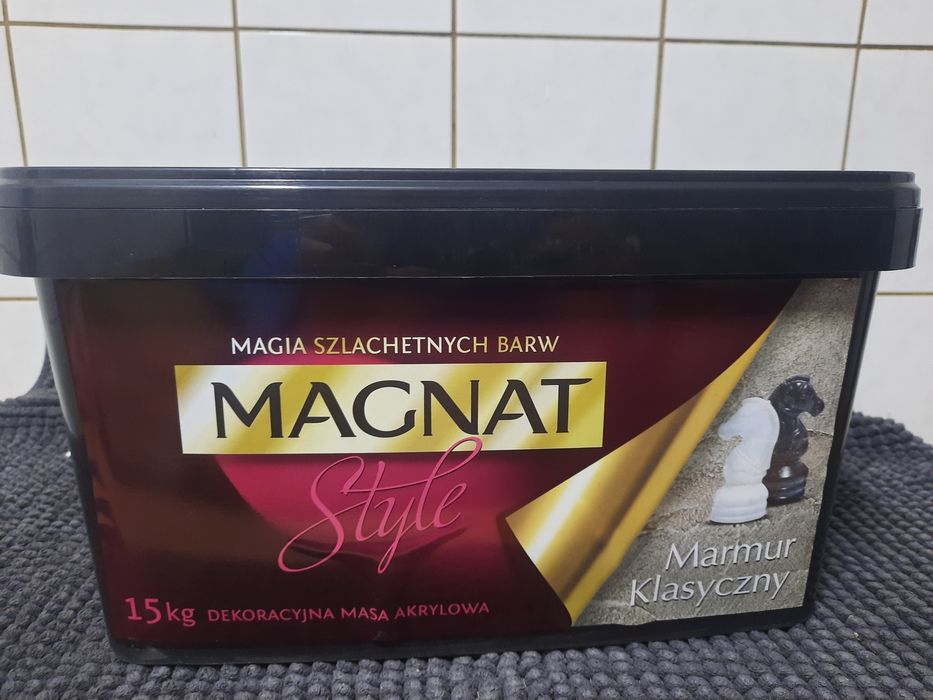 MAGIA SZLACHETNYCH BARW
MAGNAT
Style
Marmur
Klasyczny
15kg DEKORACYJNA MASA AKRYLOWA